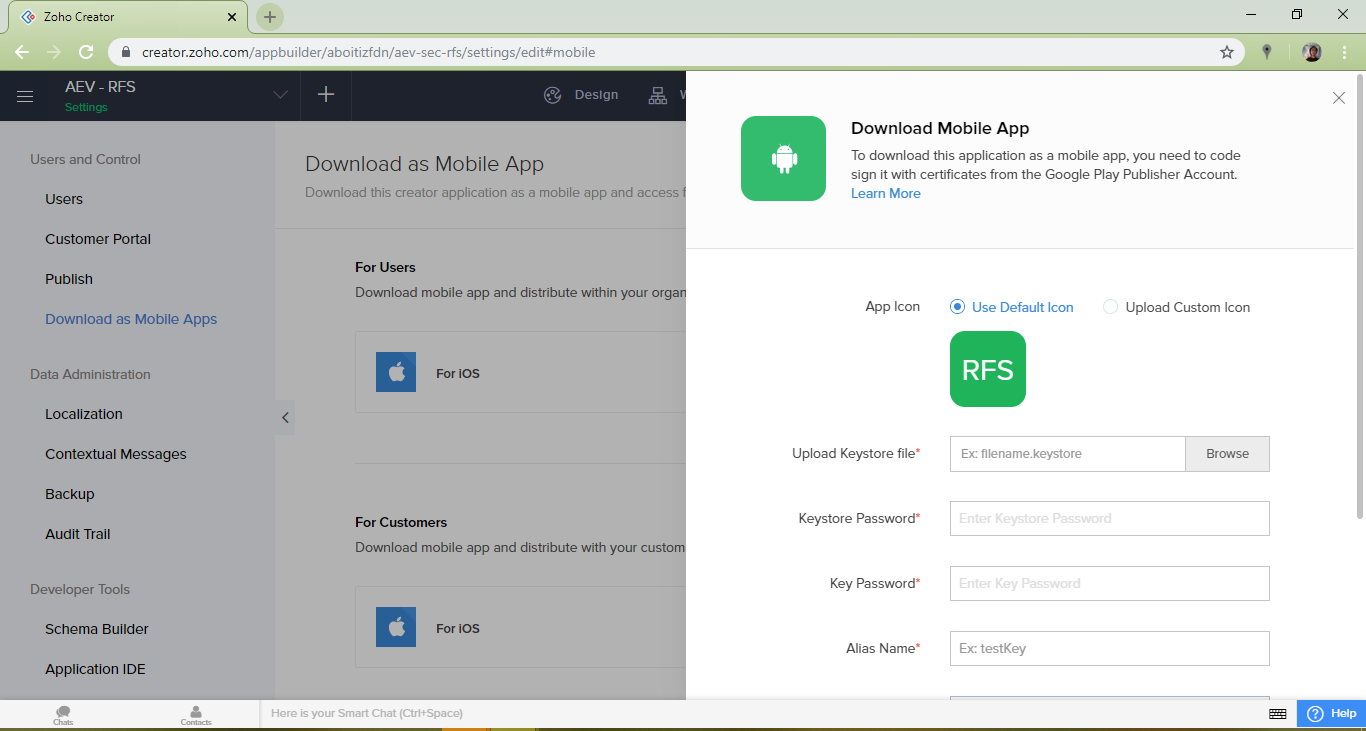 Zoho Creator
creator.zoho.com/appbuilder/aboitizfdn/aev-sec-rfs/settings/edit#mobile
AEV - RFS
Settings
Design
Users and Control
Users
Customer Portal
Publish
Download as Mobile Apps
Data Administration
Localization
Contextual Messages
Backup
Audit Trail
Developer Tools
Schema Builder
Application IDE
Download as Mobile App
Download this creator application as a mobile app and access
For Users
Download mobile app and distribute within your organ
For iOS
For Customers
Download mobile app and distribute with your custom
For iOS
Download Mobile App
To download this application as a mobile app, you need to code
sign it with certificates from the Google Play Publisher Account.
Learn More
App Icon
Use Default Icon
Upload Custom Icon
RFS
Upload Keystore file*
Ex: filename.keystore
Browse
Keystore Password*
Enter Keystore Password
Key Password*
Enter Key Password
Alias Name*
Ex: testKey
Chats
Contacts
Here is your Smart Chat (Ctrl+Space)
Help